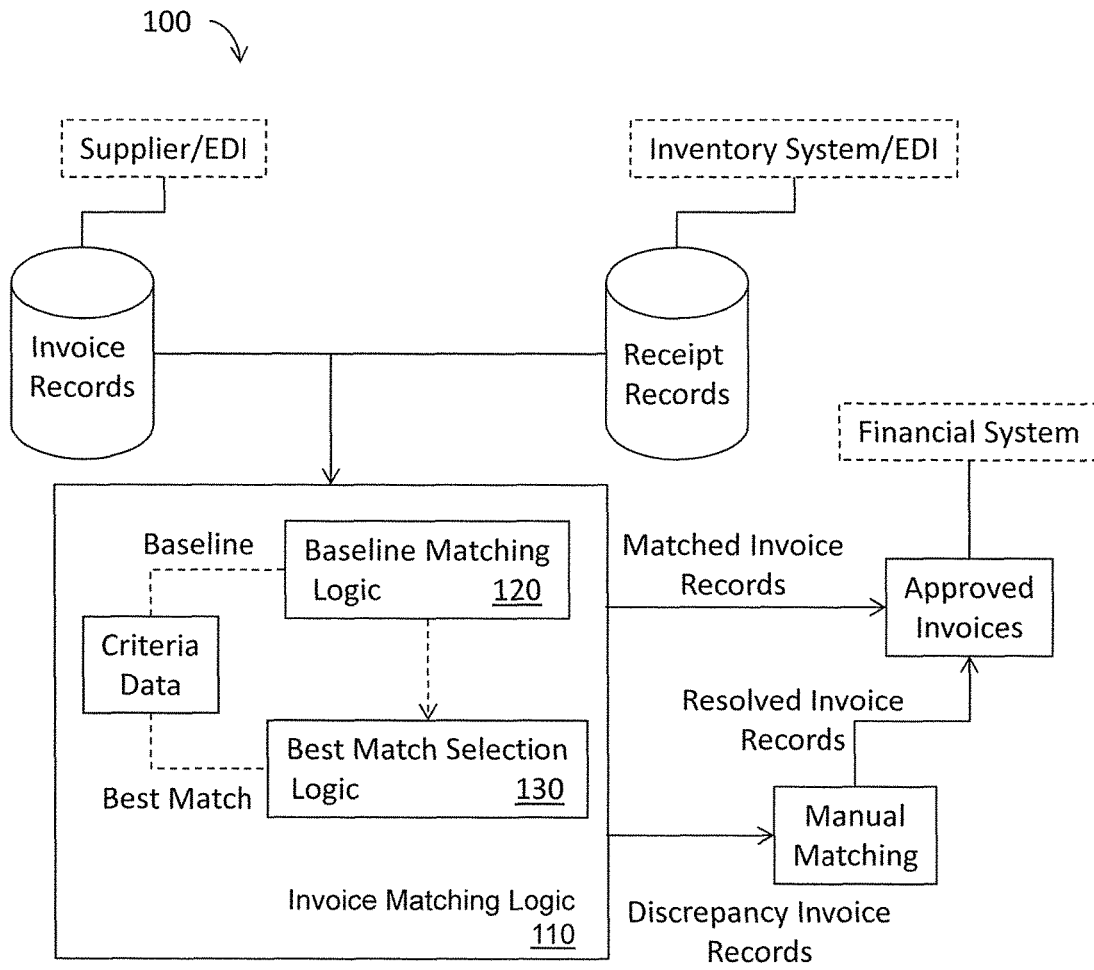 100
Supplier/EDI
Inventory System/EDI
Invoice
Records
Receipt
Records
Financial System
Baseline
Baseline Matching
Logic 120
Matched Invoice
Records
Approved
Invoices
Criteria
Data
Resolved Invoice
Records
Best Match Selection
Logic 130
Best Match
Manual
Matching
Invoice Matching Logic
110
Discrepancy Invoice
Records